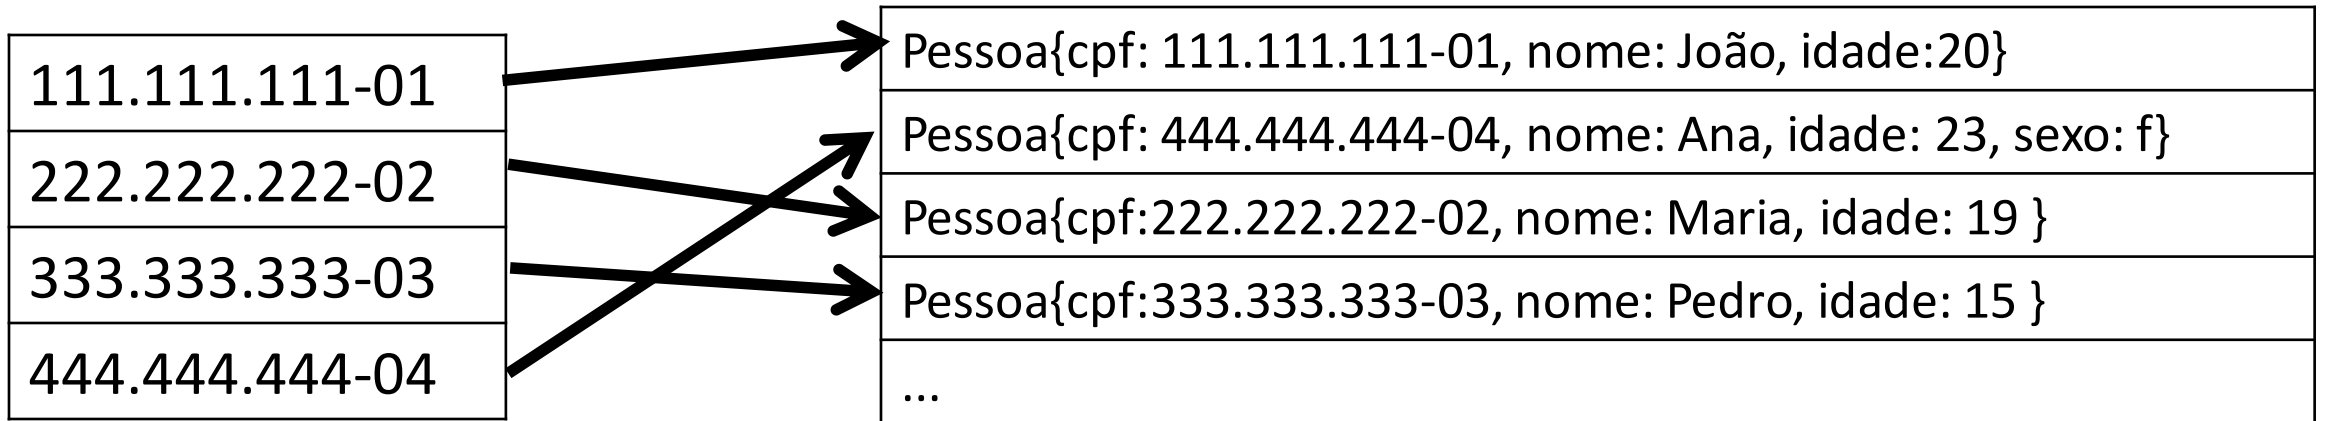 111.111.111-01
222.222.222-02
333.333.333-03
444.444.444-04
Pessoa{cpf: 111.111.111-01, nome: João, idade:20}
Pessoa{cpf: 444.444.444-04, nome: Ana, idade: 23, sexo: f}
Pessoa{cpf:222.222.222-02, nome: Maria, idade: 19 }
Pessoa{cpf:333.333.333-03, nome: Pedro, idade: 15 }
...